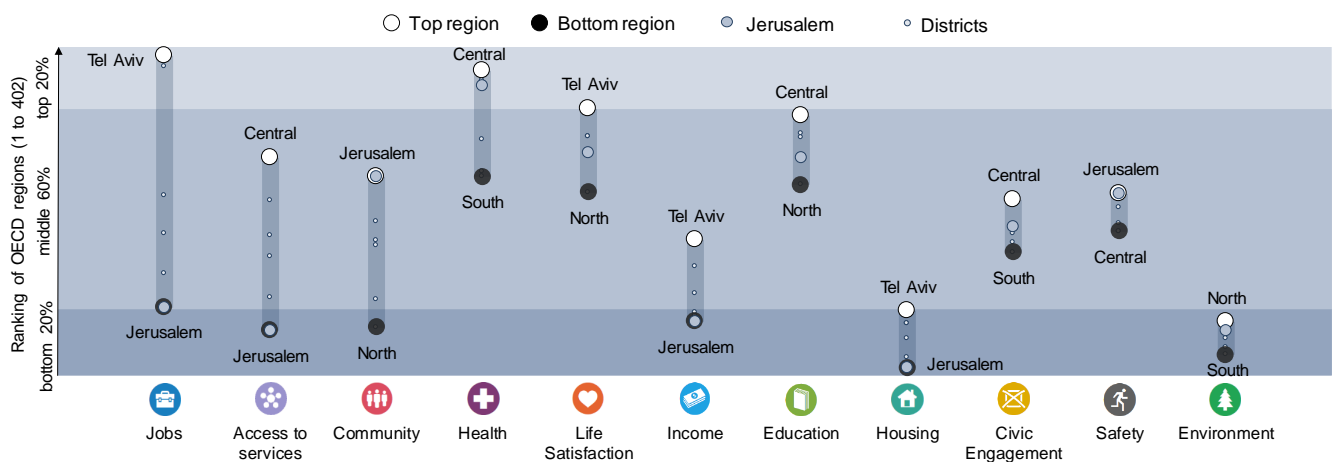 Top region
Bottom region
Jerusalem
Districts
Ranking of OECD regions (1 to 402)
bottom 20%
middle 60%
top 20%
Tel Aviv
Jerusalem
Central
Jerusalem
Jerusalem
North
Central
South
Tel Aviv
North
Tel Aviv
Jerusalem
Central
North
Tel Aviv
Jerusalem
Central
South
Jerusalem
Central
North
South
Jobs
Access to
services
Community
Health
Life
Satisfaction
Income
Education
Housing
Civic
Engagement
Safety
Environment